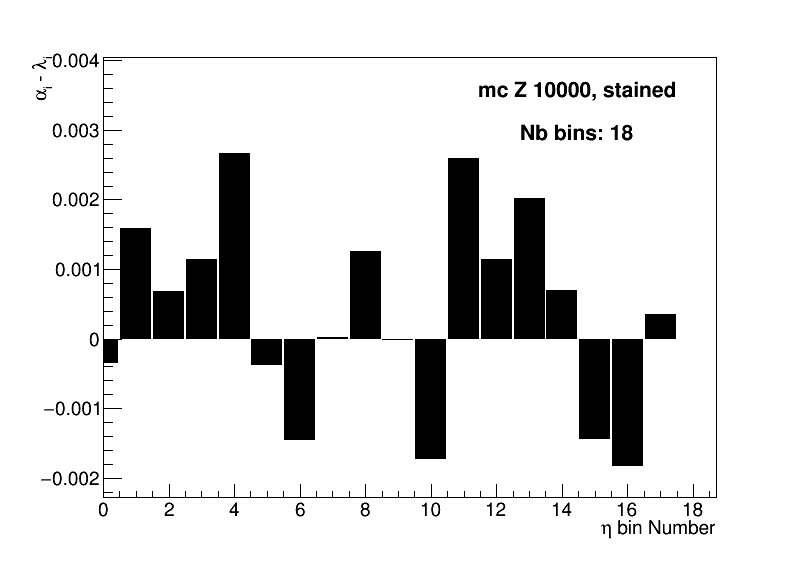 α_i - λ_i
0.004
0.003
0.002
0.001
0
−0.001
−0.002
mc Z 10000, stained
Nb bins: 18
0 2 4 6 8 10 12 14 16 18
η bin Number